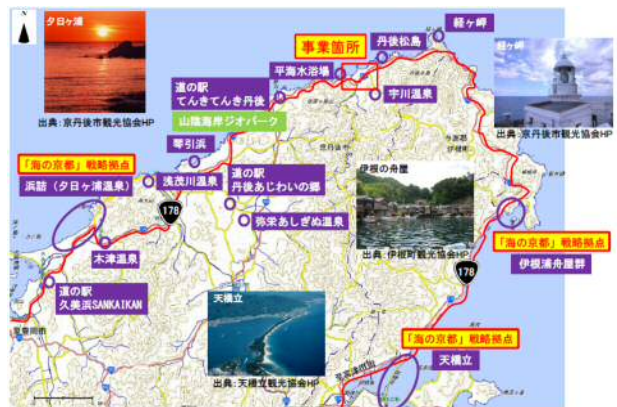 N
夕日ヶ浦
出典：京丹後市観光協会HP
事業箇所
丹後松島
経ヶ岬
平海水浴場
道の駅
てんきてんき丹後
宇川温泉
経ヶ岬
出典：京丹後市観光協会HP
山陰海岸ジオパーク
琴引浜
「海の京都」戦略拠点
浜詰（夕日ヶ浦温泉）
浅茂川温泉
道の駅
丹後あじわいの郷
伊根の舟屋
出典：伊根町観光協会HP
178
弥栄あしぎぬ温泉
木津温泉
「海の京都」戦略拠点
伊根浦舟屋群
178
道の駅
久美浜SANKAIKAN
天橋立
出典：天橋立観光協会HP
「海の京都」戦略拠点
天橋立